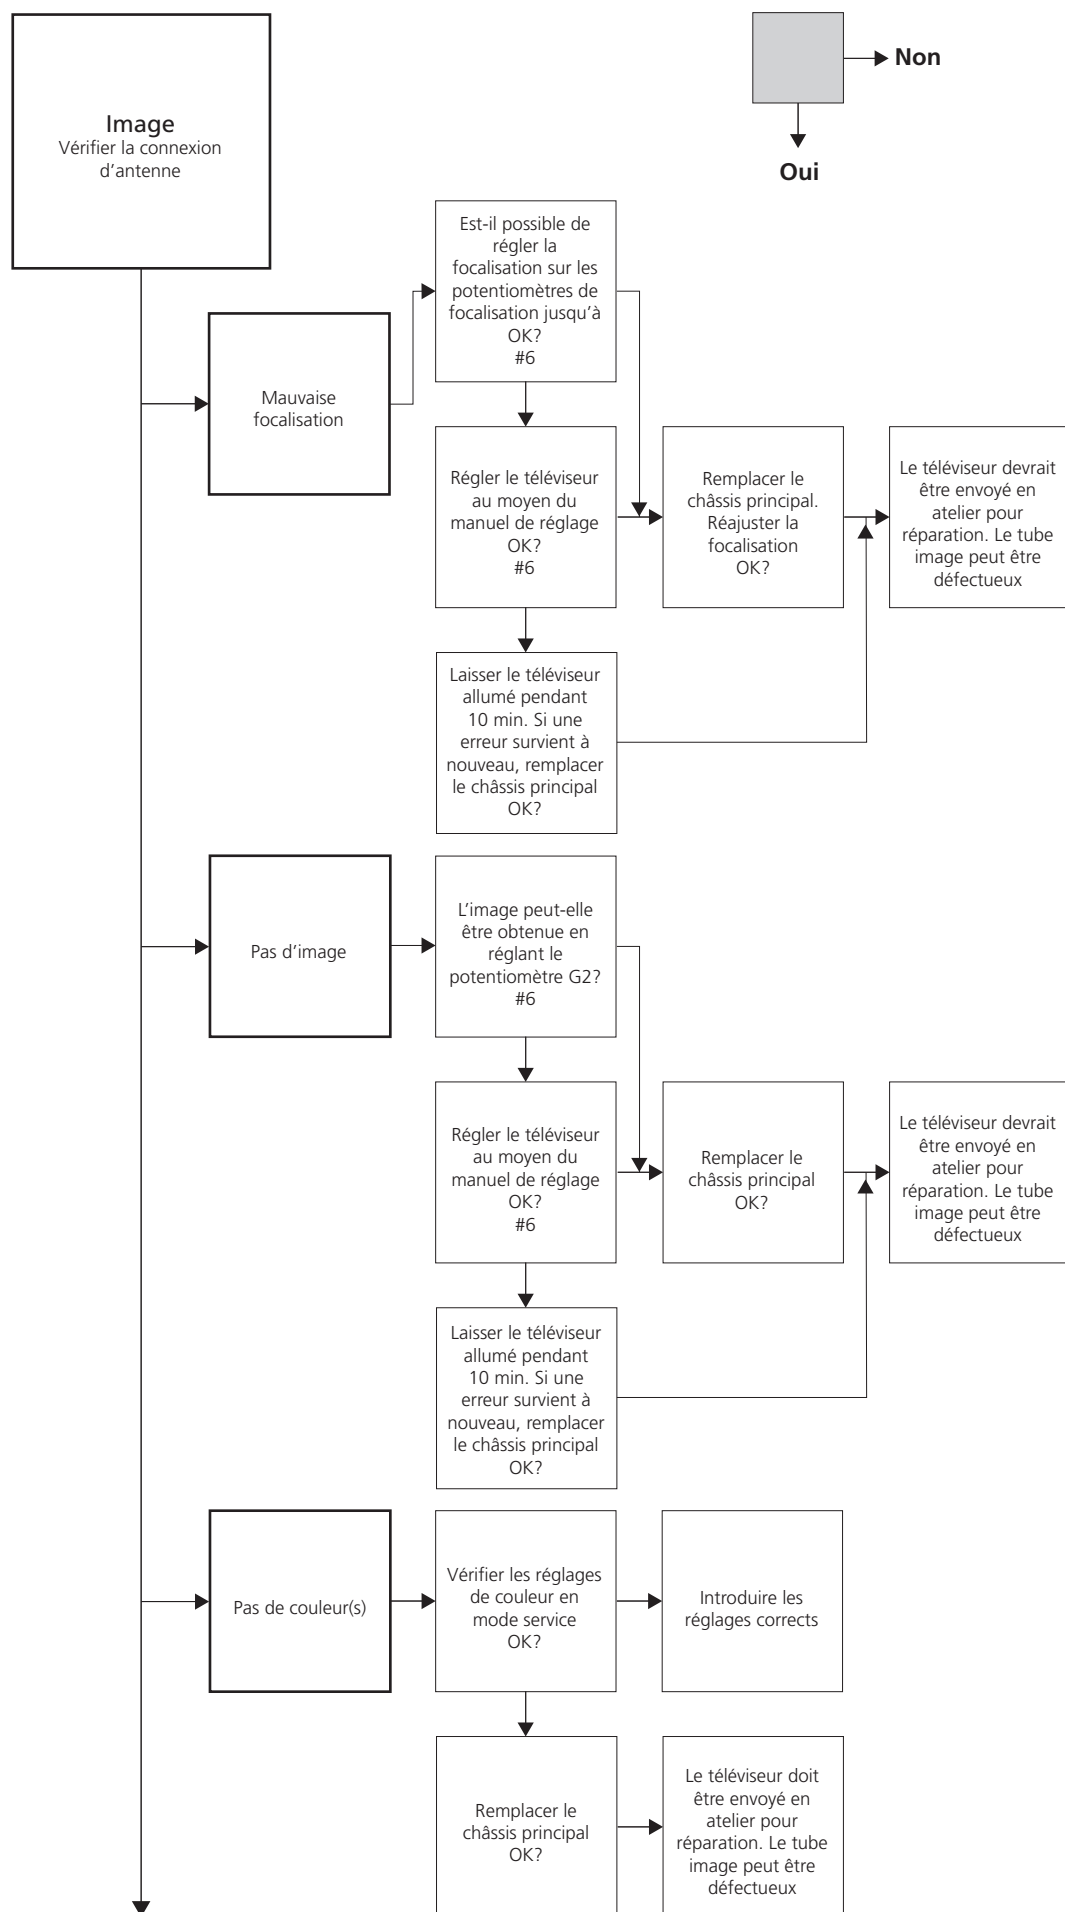 Image
Vérifier la connexion
d'antenne
Non
Oui
Est-il possible de
régler la
focalisation sur les
potentiomètres de
focalisation jusqu'à
OK?
#6
Mauvaise
focalisation
Régler le téléviseur
au moyen du
manuel de réglage
OK?
#6
Remplacer le
châssis principal.
Réajuster la
focalisation
OK?
Le téléviseur devrait
être envoyé en
atelier pour
réparation. Le tube
image peut être
défectueux
Laisser le téléviseur
allumé pendant
10 min. Si une
erreur survient à
nouveau, remplacer
le châssis principal
OK?
Pas d'image
L'image peut-elle
être obtenue en
réglant le
potentiomètre G2?
#6
Régler le téléviseur
au moyen du
manuel de réglage
OK?
#6
Remplacer le
châssis principal
OK?
Le téléviseur devrait
être envoyé en
atelier pour
réparation. Le tube
image peut être
défectueux
Laisser le téléviseur
allumé pendant
10 min. Si une
erreur survient à
nouveau, remplacer
le châssis principal
OK?
Pas de couleur(s)
Vérifier les réglages
de couleur en
mode service
OK?
Introduire les
réglages corrects
Remplacer le
châssis principal
OK?
Le téléviseur doit
être envoyé en
atelier pour
réparation. Le tube
image peut être
défectueux